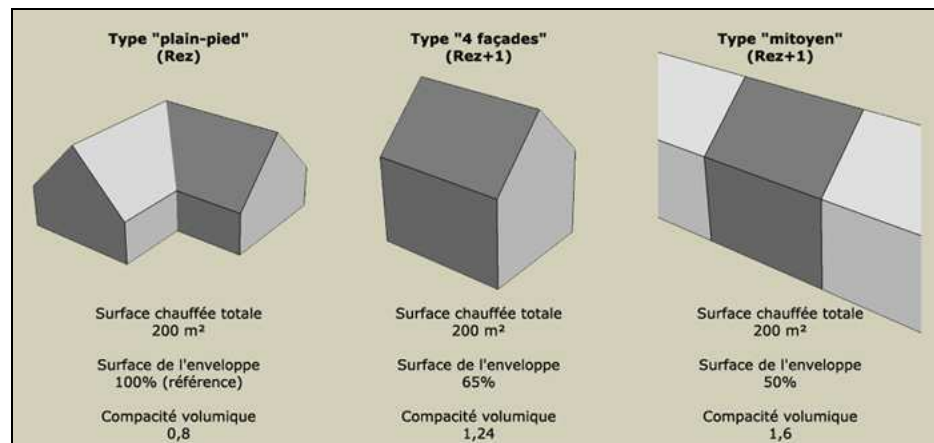 Type "plain-pied"
(Rez)
Surface chauffée totale
200 m²
Surface de l'enveloppe
100% (référence)
Compacité volumique
0,8
Type "4 façades"
(Rez+1)
Surface chauffée totale
200 m²
Surface de l'enveloppe
65%
Compacité volumique
1,24
Type "mitoyen"
(Rez+1)
Surface chauffée totale
200 m²
Surface de l'enveloppe
50%
Compacité volumique
1,6